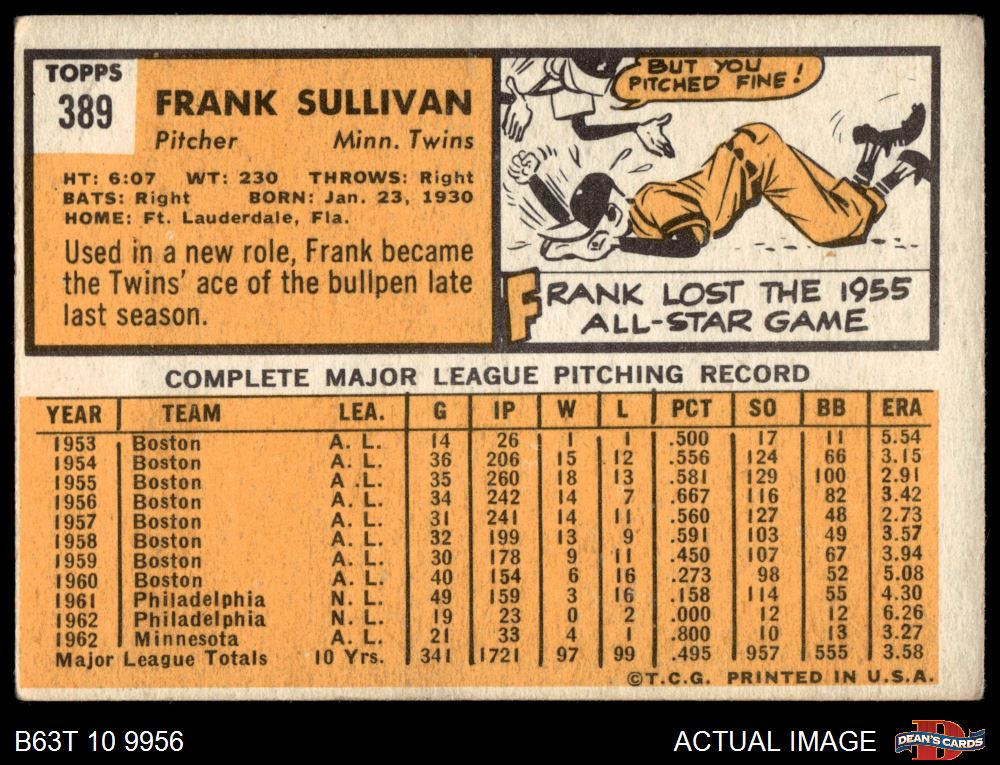 TOPPS
389
FRANK SULLIVAN
Pitcher Minn. Twins
HT: 6:07 WT: 230 THROWS: Right
BATS: Right BORN: Jan. 23, 1930
HOME: Ft. Lauderdale, Fla.
Used in a new role, Frank became
the Twins' ace of the bullpen late
last season.
BUT YOU
PITCHED FINE!
FRANK LOST THE 1955
ALL-STAR GAME
COMPLETE MAJOR LEAGUE PITCHING RECORD
YEAR TEAM LEA. G IP W L PCT SO BB ERA
1953 Boston A. L. 14 26 1 1 .500 17 11 5.54
1954 Boston A. L. 36 206 15 12 .556 124 66 3.15
1955 Boston A .L. 35 260 18 13 .581 129 100 2.91
1956 Boston A. L. 34 242 14 7 .667 116 82 3.42
1957 Boston A. L. 31 241 14 11 .560 127 48 2.73
1958 Boston A. L. 32 199 13 9 .591 103 49 3.57
1959 Boston A. L. 30 178 9 11 .450 107 67 3.94
1960 Boston A. L. 40 154 6 16 .273 98 52 5.08
1961 Philadelphia N. L. 49 159 3 16 .158 114 55 4.30
1962 Philadelphia N. L. 19 23 0 2 .000 12 12 6.26
1962 Minnesota A. L. 21 33 4 1 .800 10 13 3.27
Major League Totals 10 Yrs. 341 1721 97 99 .495 957 555 3.58
©T.C.G. PRINTED IN U.S.A.
B63T 10 9956
ACTUAL IMAGE
DEAN'S CARDS